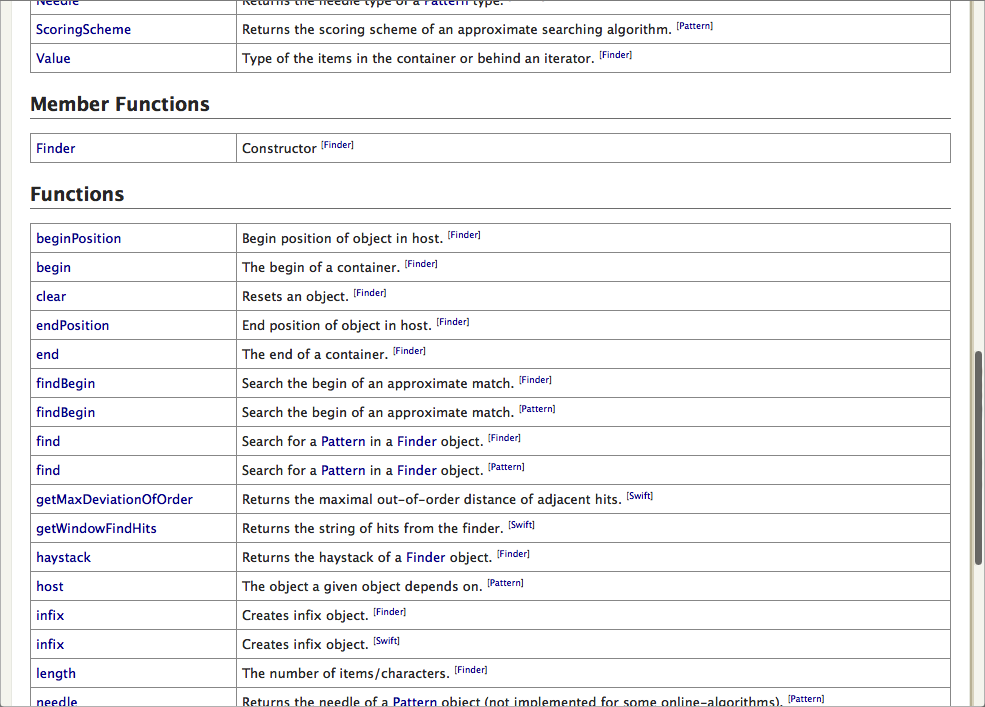 Needle Returns the needle type of a Pattern type.
ScoringScheme Returns the scoring scheme of an approximate searching algorithm. [Pattern]
Value Type of the items in the container or behind an iterator. [Finder]
Member Functions
Finder Constructor [Finder]
Functions
beginPosition Begin position of object in host. [Finder]
begin The begin of a container. [Finder]
clear Resets an object. [Finder]
endPosition End position of object in host. [Finder]
end The end of a container. [Finder]
findBegin Search the begin of an approximate match. [Finder]
findBegin Search the begin of an approximate match. [Pattern]
find Search for a Pattern in a Finder object. [Finder]
find Search for a Pattern in a Finder object. [Pattern]
getMaxDeviationOfOrder Returns the maximal out-of-order distance of adjacent hits. [Swift]
getWindowFindHits Returns the string of hits from the finder. [Swift]
haystack Returns the haystack of a Finder object. [Finder]
host The object a given object depends on. [Pattern]
infix Creates infix object. [Finder]
infix Creates infix object. [Swift]
length The number of items/characters. [Finder]
needle Returns the needle of a Pattern object (not implemented for some online-algorithms). [Pattern]